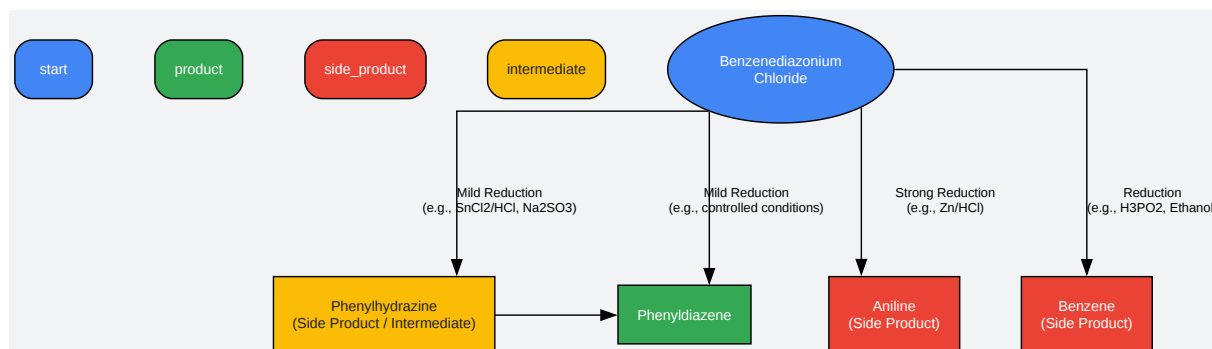 start
product
side_product
intermediate
Benzenediazonium
Chloride
Mild Reduction
(e.g., SnCl2/HCl, Na2SO3)
Mild Reduction
(e.g., controlled conditions)
Strong Reduction
(e.g., Zn/HCl)
Reduction
(e.g., H3PO2, Ethanol
Phenylhydrazine
(Side Product / Intermediate)
Phenyldiazene
Aniline
(Side Product)
Benzene
(Side Product)